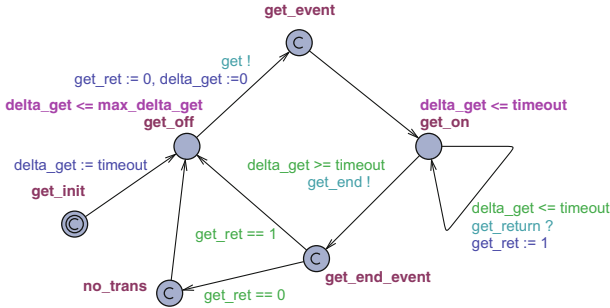 get_event
C
get !
get_ret := 0, delta_get :=0
delta_get <= max_delta_get
get_off
delta_get <= timeout
get_on
delta_get := timeout
get_init
C
delta_get >= timeout
get_end !
delta_get <= timeout
get_return ?
get_ret := 1
get_ret == 1
C
get_end_event
no_trans
C
get_ret == 0